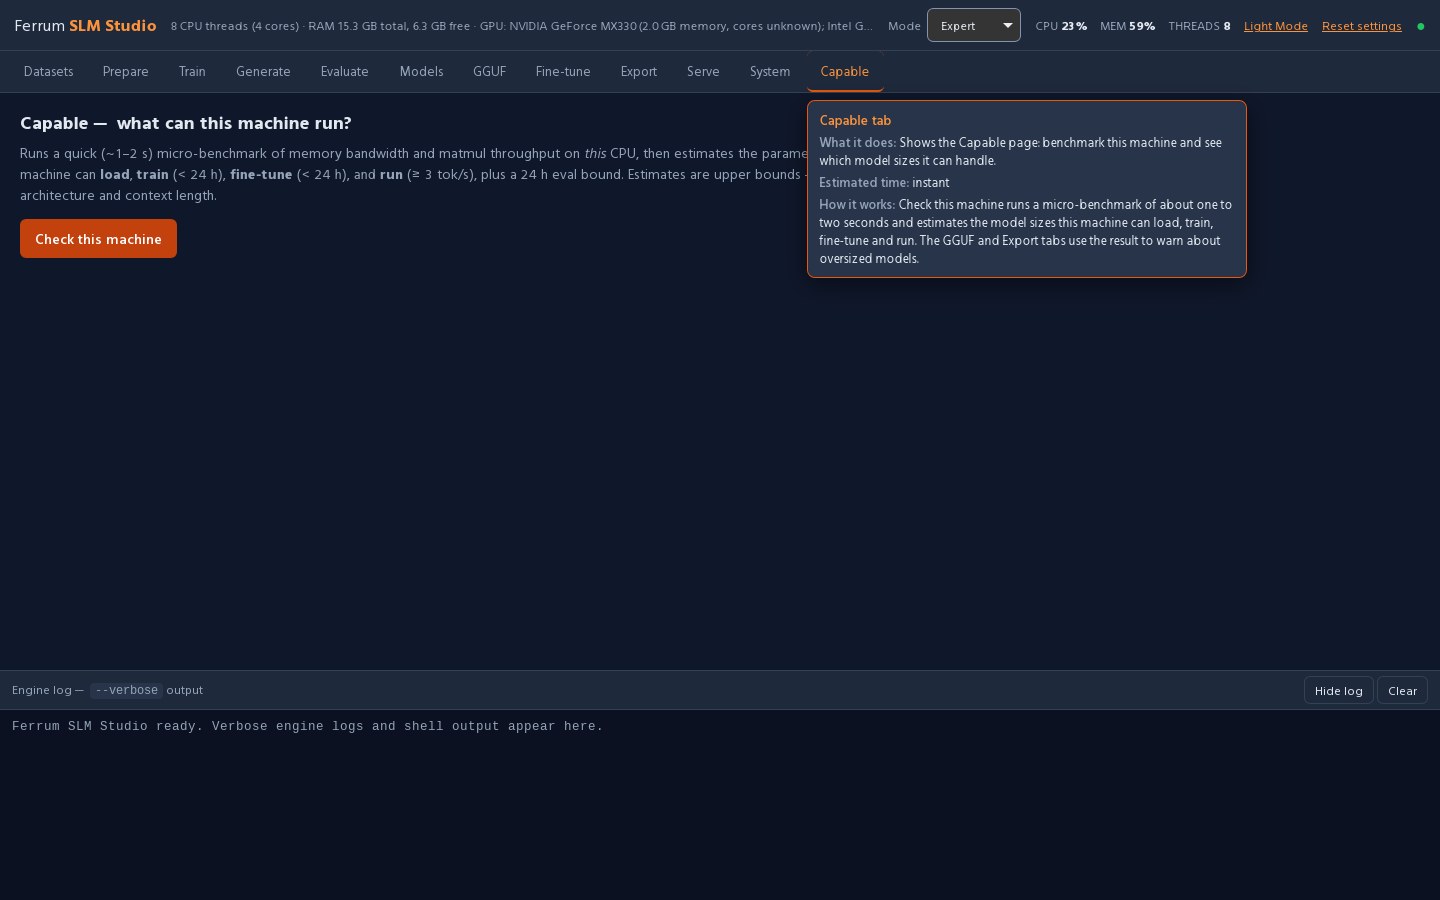 Ferrum SLM Studio
8 CPU threads (4 cores) · RAM 15.3 GB total, 6.3 GB free · GPU: NVIDIA GeForce MX330 (2.0 GB memory, cores unknown); Intel G…
Mode
Expert
CPU 23% MEM 59% THREADS 8
Light Mode
Reset settings
Datasets Prepare Train Generate Evaluate Models GGUF Fine-tune Export Serve System Capable
Capable — what can this machine run?
Runs a quick (~1–2 s) micro-benchmark of memory bandwidth and matmul throughput on this CPU, then estimates the
machine can load, train (< 24 h), fine-tune (< 24 h), and run (≥ 3 tok/s), plus a 24 h eval bound. Estimates are upper bounds
architecture and context length.
Check this machine
Capable tab
What it does: Shows the Capable page: benchmark this machine and see
which model sizes it can handle.
Estimated time: instant
How it works: Check this machine runs a micro-benchmark of about one to
two seconds and estimates the model sizes this machine can load, train,
fine-tune and run. The GGUF and Export tabs use the result to warn about
oversized models.
Engine log — --verbose output
Hide log
Clear
Ferrum SLM Studio ready. Verbose engine logs and shell output appear here.